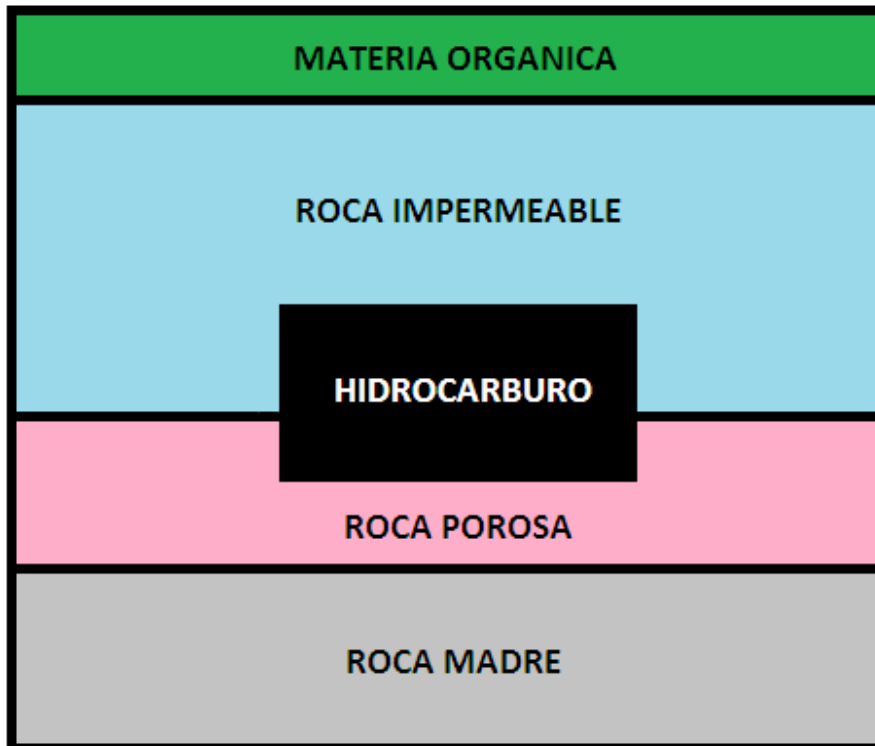 MATERIA ORGANICA
ROCA IMPERMEABLE
HIDROCARBURO
ROCA POROSA
ROCA MADRE